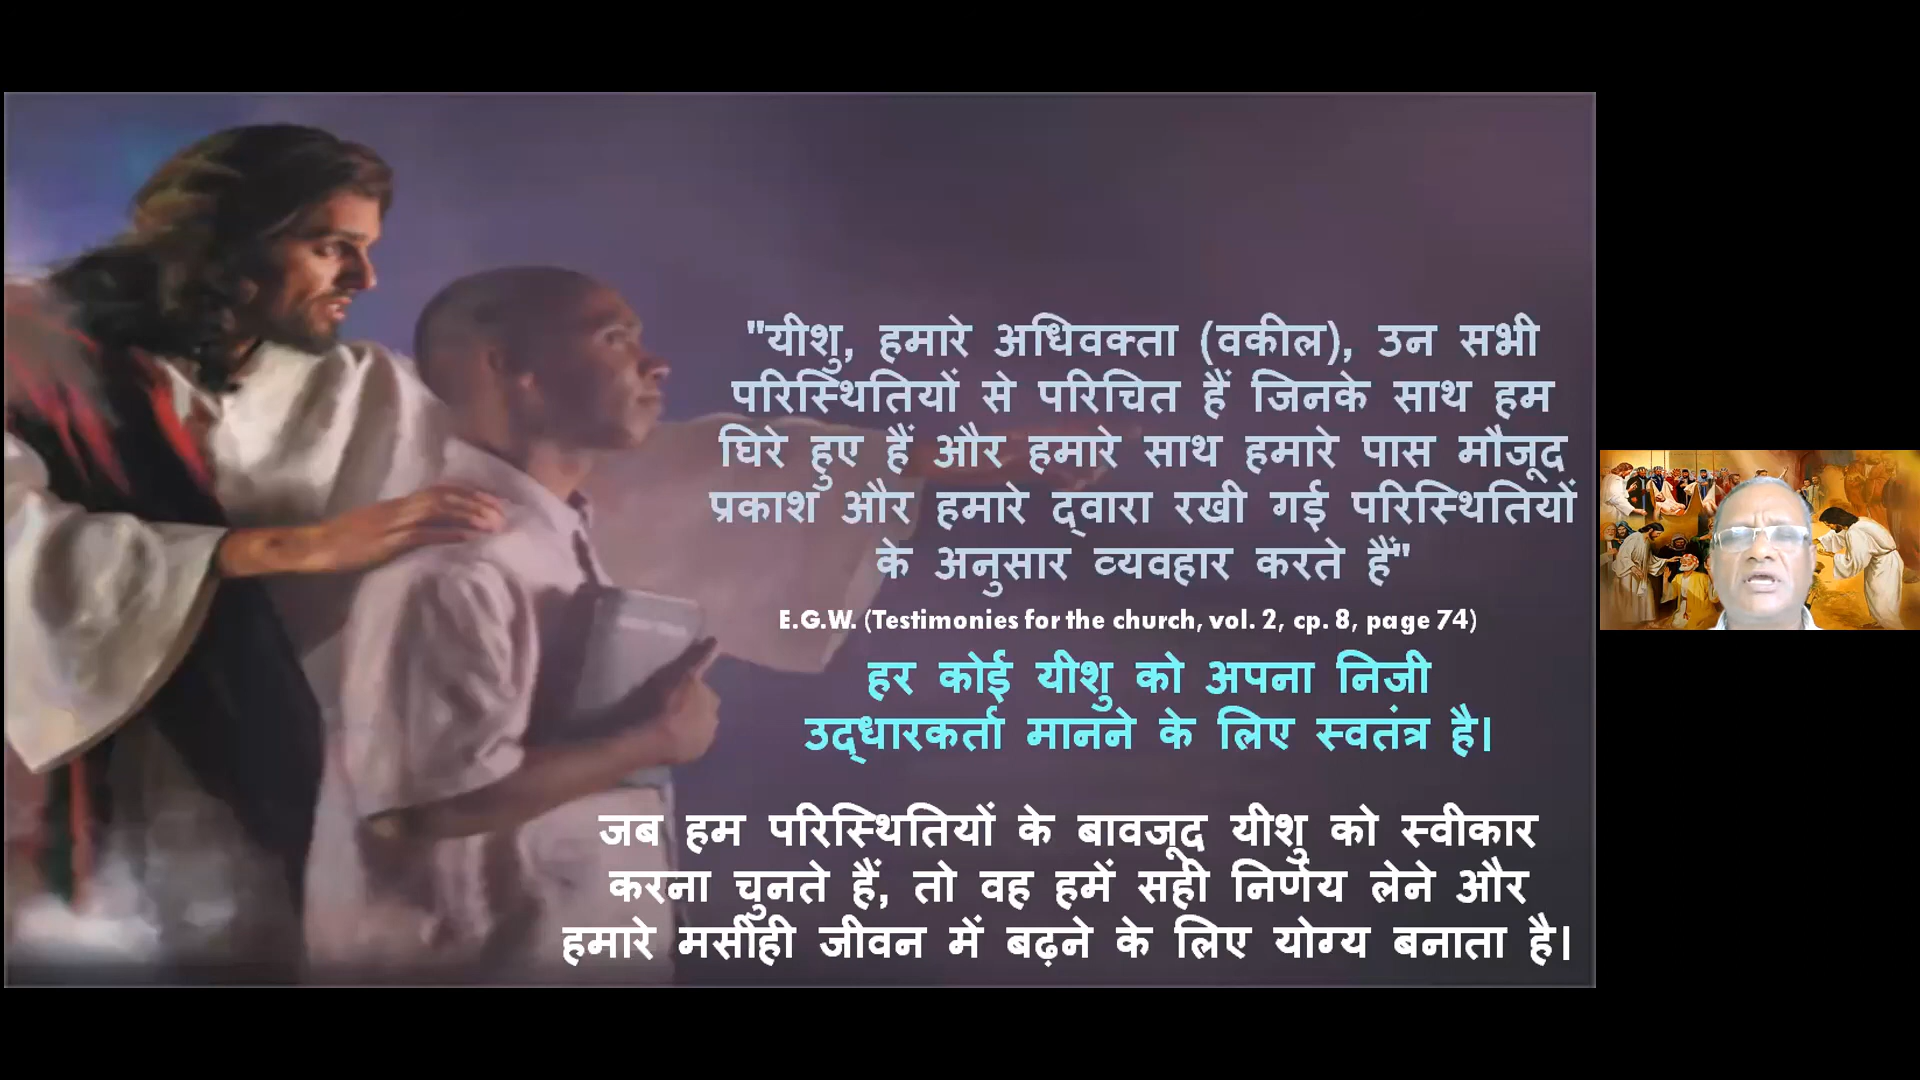 "यीशु, हमारे अधिवक्ता (वकील), उन सभी
परिस्थितियों से परिचित हैं जिनके साथ हम
घिरे हुए हैं और हमारे साथ हमारे पास मौजूद
प्रकाश और हमारे द्वारा रखी गई परिस्थितियों
के अनुसार व्यवहार करते हैं"
E.G.W. (Testimonies for the church, vol. 2, cp. 8, page 74)
हर कोई यीशु को अपना निजी
उद्धारकर्ता मानने के लिए स्वतंत्र है।
जब हम परिस्थितियों के बावजूद यीशु को स्वीकार
करना चुनते हैं, तो वह हमें सही निर्णय लेने और
हमारे मसीही जीवन में बढ़ने के लिए योग्य बनाता है।